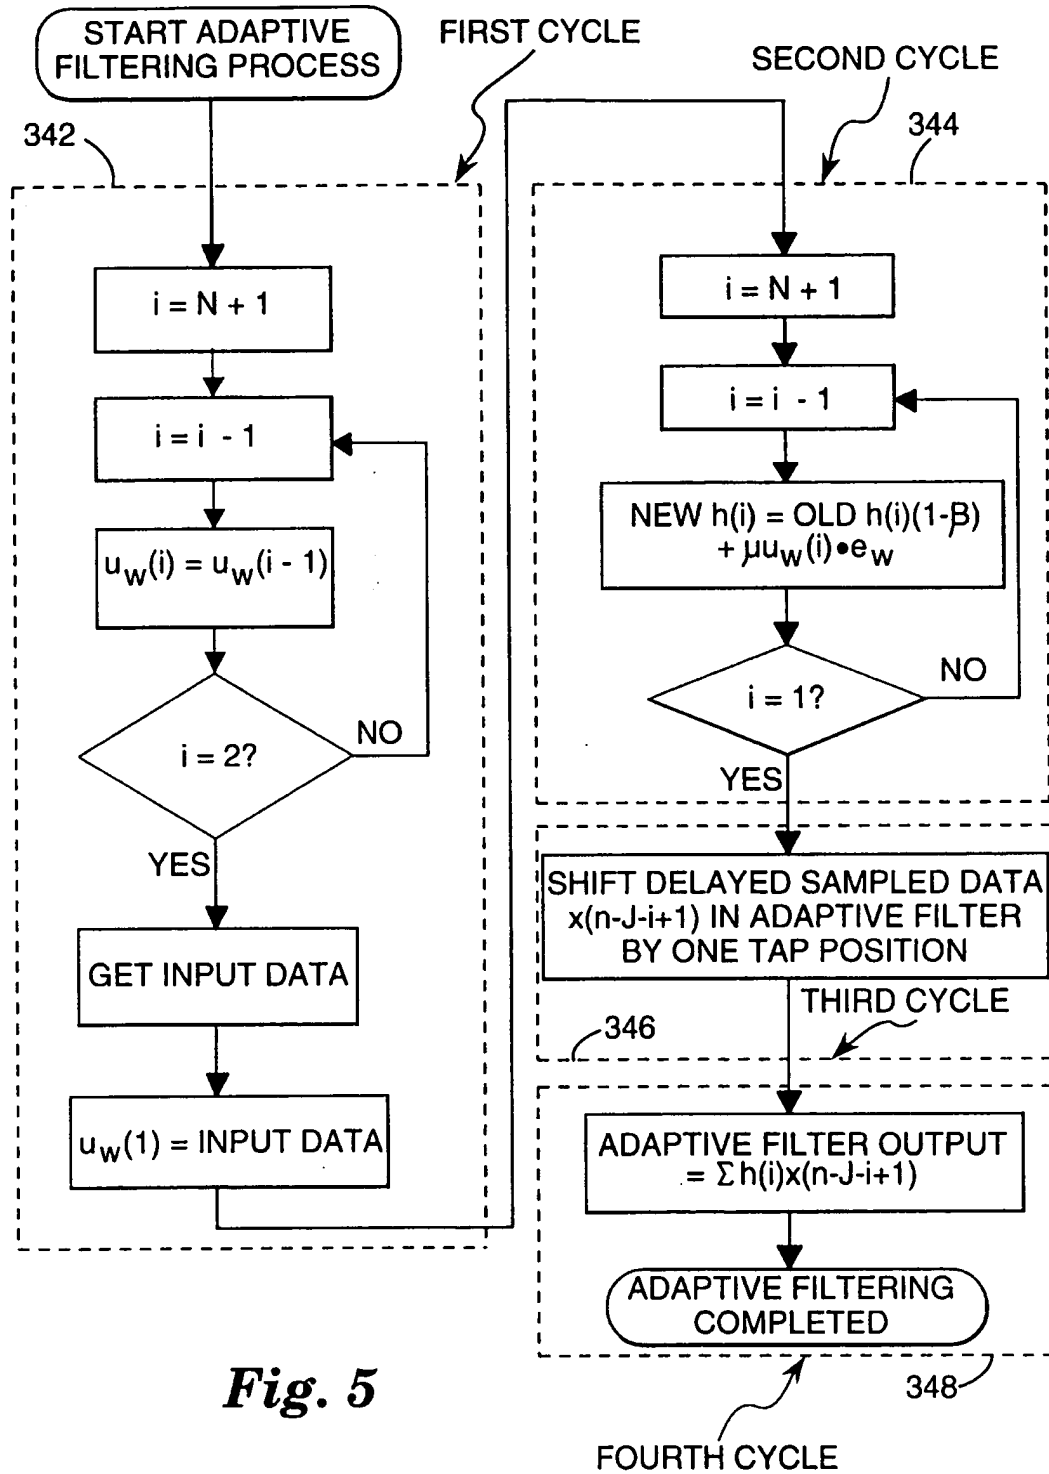 START ADAPTIVE
FILTERING PROCESS
FIRST CYCLE
342
i = N + 1
i = i - 1
u_w(i) = u_w(i - 1)
i = 2?
NO
YES
GET INPUT DATA
u_w(1) = INPUT DATA
SECOND CYCLE
344
i = N + 1
i = i - 1
NEW h(i) = OLD h(i)(1-β)
+ μu_w(i)•e_w
i = 1?
NO
YES
SHIFT DELAYED SAMPLED DATA
x(n-J-i+1) IN ADAPTIVE FILTER
BY ONE TAP POSITION
THIRD CYCLE
346
ADAPTIVE FILTER OUTPUT
= Σh(i)x(n-J-i+1)
ADAPTIVE FILTERING
COMPLETED
348
FOURTH CYCLE
Fig. 5